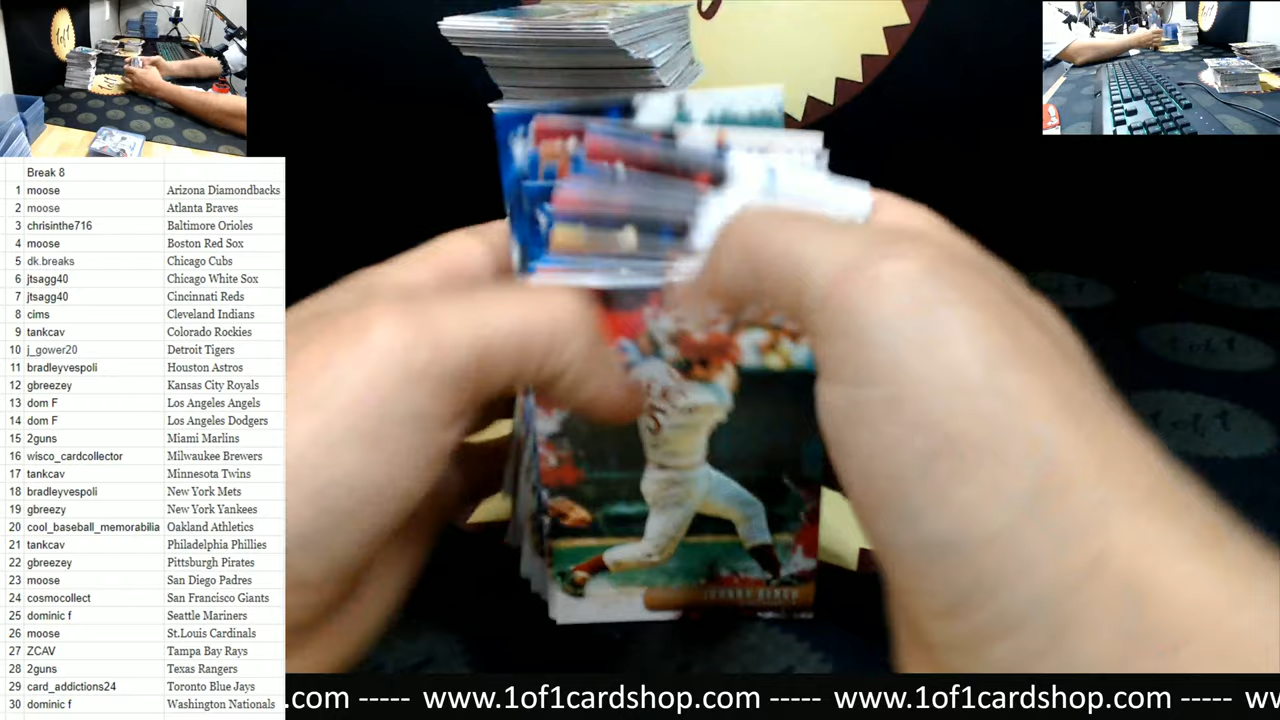 Break 8
1 moose Arizona Diamondbacks
2 moose Atlanta Braves
3 chrisinthe716 Baltimore Orioles
4 moose Boston Red Sox
5 dk.breaks Chicago Cubs
6 jtsagg40 Chicago White Sox
7 jtsagg40 Cincinnati Reds
8 cims Cleveland Indians
9 tankcav Colorado Rockies
10 j_gower20 Detroit Tigers
11 bradleyvespoli Houston Astros
12 gbreezey Kansas City Royals
13 dom F Los Angeles Angels
14 dom F Los Angeles Dodgers
15 2guns Miami Marlins
16 wisco_cardcollector Milwaukee Brewers
17 tankcav Minnesota Twins
18 bradleyvespoli New York Mets
19 gbreezy New York Yankees
20 cool_baseball_memorabilia Oakland Athletics
21 tankcav Philadelphia Phillies
22 gbreezey Pittsburgh Pirates
23 moose San Diego Padres
24 cosmocollect San Francisco Giants
25 dominic f Seattle Mariners
26 moose St.Louis Cardinals
27 ZCAV Tampa Bay Rays
28 2guns Texas Rangers
29 card_addictions24 Toronto Blue Jays
30 dominic f Washington Nationals
.com ----- www.1of1cardshop.com ----- www.1of1cardshop.com ----- ww